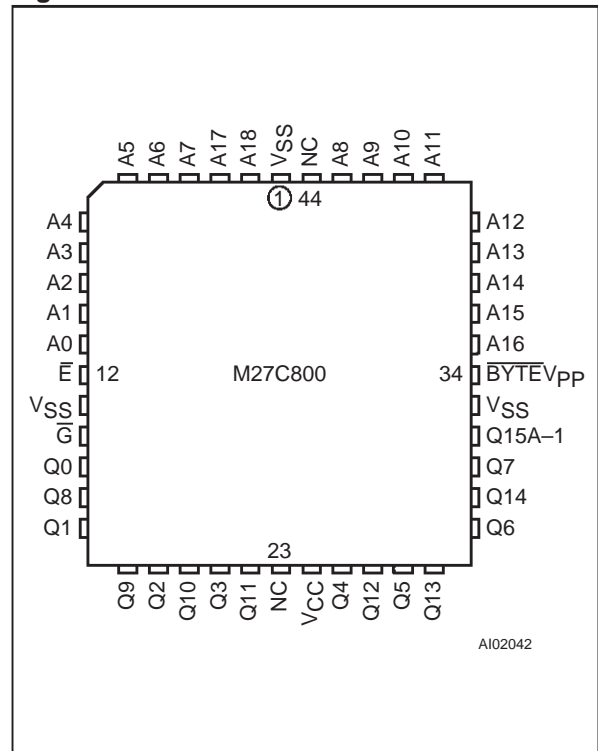 A5 A6 A7 A17 A18 VSS NC A8 A9 A10 A11
1 44
A4 A12
A3 A13
A2 A14
A1 A15
A0 A16
E̅ 12 M27C800 34 B̅Y̅T̅E̅VPP
VSS VSS
G̅ Q15A–1
Q0 Q7
Q8 Q14
Q1 Q6
23
Q9 Q2 Q10 Q3 Q11 NC VCC Q4 Q12 Q5 Q13
AI02042